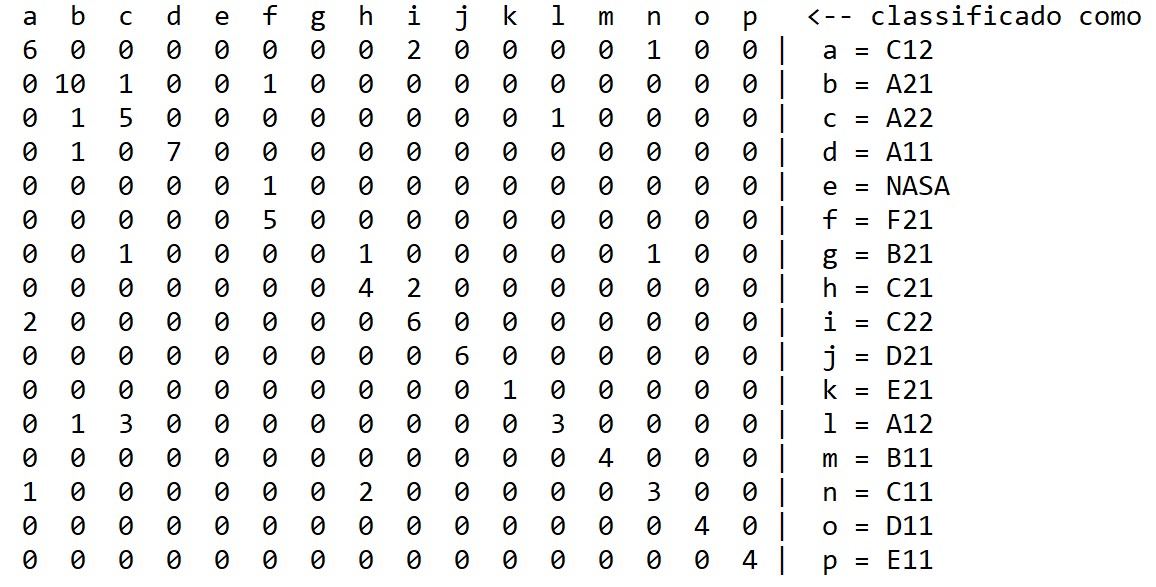 a b c d e f g h i j k l m n o p <-- classificado como
6 0 0 0 0 0 0 0 2 0 0 0 0 1 0 0 | a = C12
0 10 1 0 0 1 0 0 0 0 0 0 0 0 0 0 | b = A21
0 1 5 0 0 0 0 0 0 0 0 1 0 0 0 0 | c = A22
0 1 0 7 0 0 0 0 0 0 0 0 0 0 0 0 | d = A11
0 0 0 0 0 1 0 0 0 0 0 0 0 0 0 0 | e = NASA
0 0 0 0 0 5 0 0 0 0 0 0 0 0 0 0 | f = F21
0 0 1 0 0 0 0 1 0 0 0 0 0 1 0 0 | g = B21
0 0 0 0 0 0 0 4 2 0 0 0 0 0 0 0 | h = C21
2 0 0 0 0 0 0 0 6 0 0 0 0 0 0 0 | i = C22
0 0 0 0 0 0 0 0 0 6 0 0 0 0 0 0 | j = D21
0 0 0 0 0 0 0 0 0 0 1 0 0 0 0 0 | k = E21
0 1 3 0 0 0 0 0 0 0 0 3 0 0 0 0 | l = A12
0 0 0 0 0 0 0 0 0 0 0 0 4 0 0 0 | m = B11
1 0 0 0 0 0 0 2 0 0 0 0 0 3 0 0 | n = C11
0 0 0 0 0 0 0 0 0 0 0 0 0 0 4 0 | o = D11
0 0 0 0 0 0 0 0 0 0 0 0 0 0 0 4 | p = E11